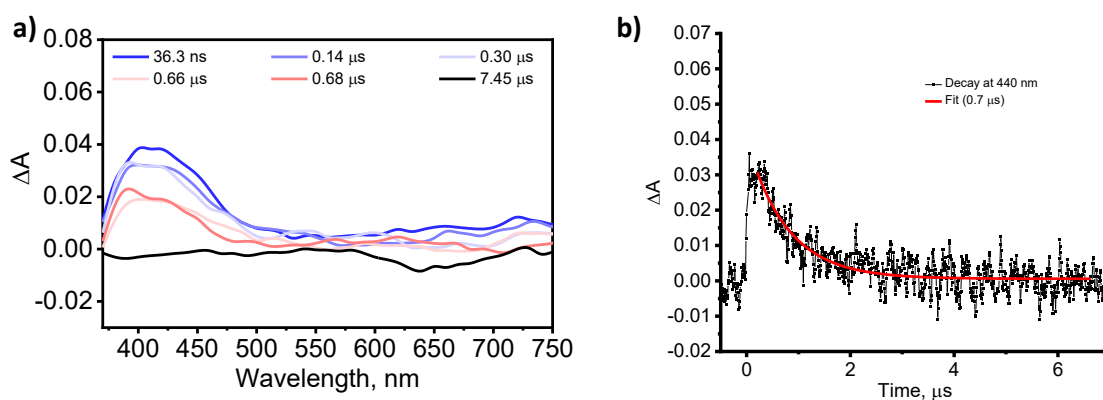 a)
36.3 ns 0.14 μs 0.30 μs
0.66 μs 0.68 μs 7.45 μs
0.08
0.06
0.04
0.02
0.00
-0.02
ΔA
400 450 500 550 600 650 700 750
Wavelength, nm
b)
Decay at 440 nm
Fit (0.7 μs)
0.07
0.06
0.05
0.04
0.03
0.02
0.01
0.00
-0.01
-0.02
ΔA
0 2 4 6
Time, μs